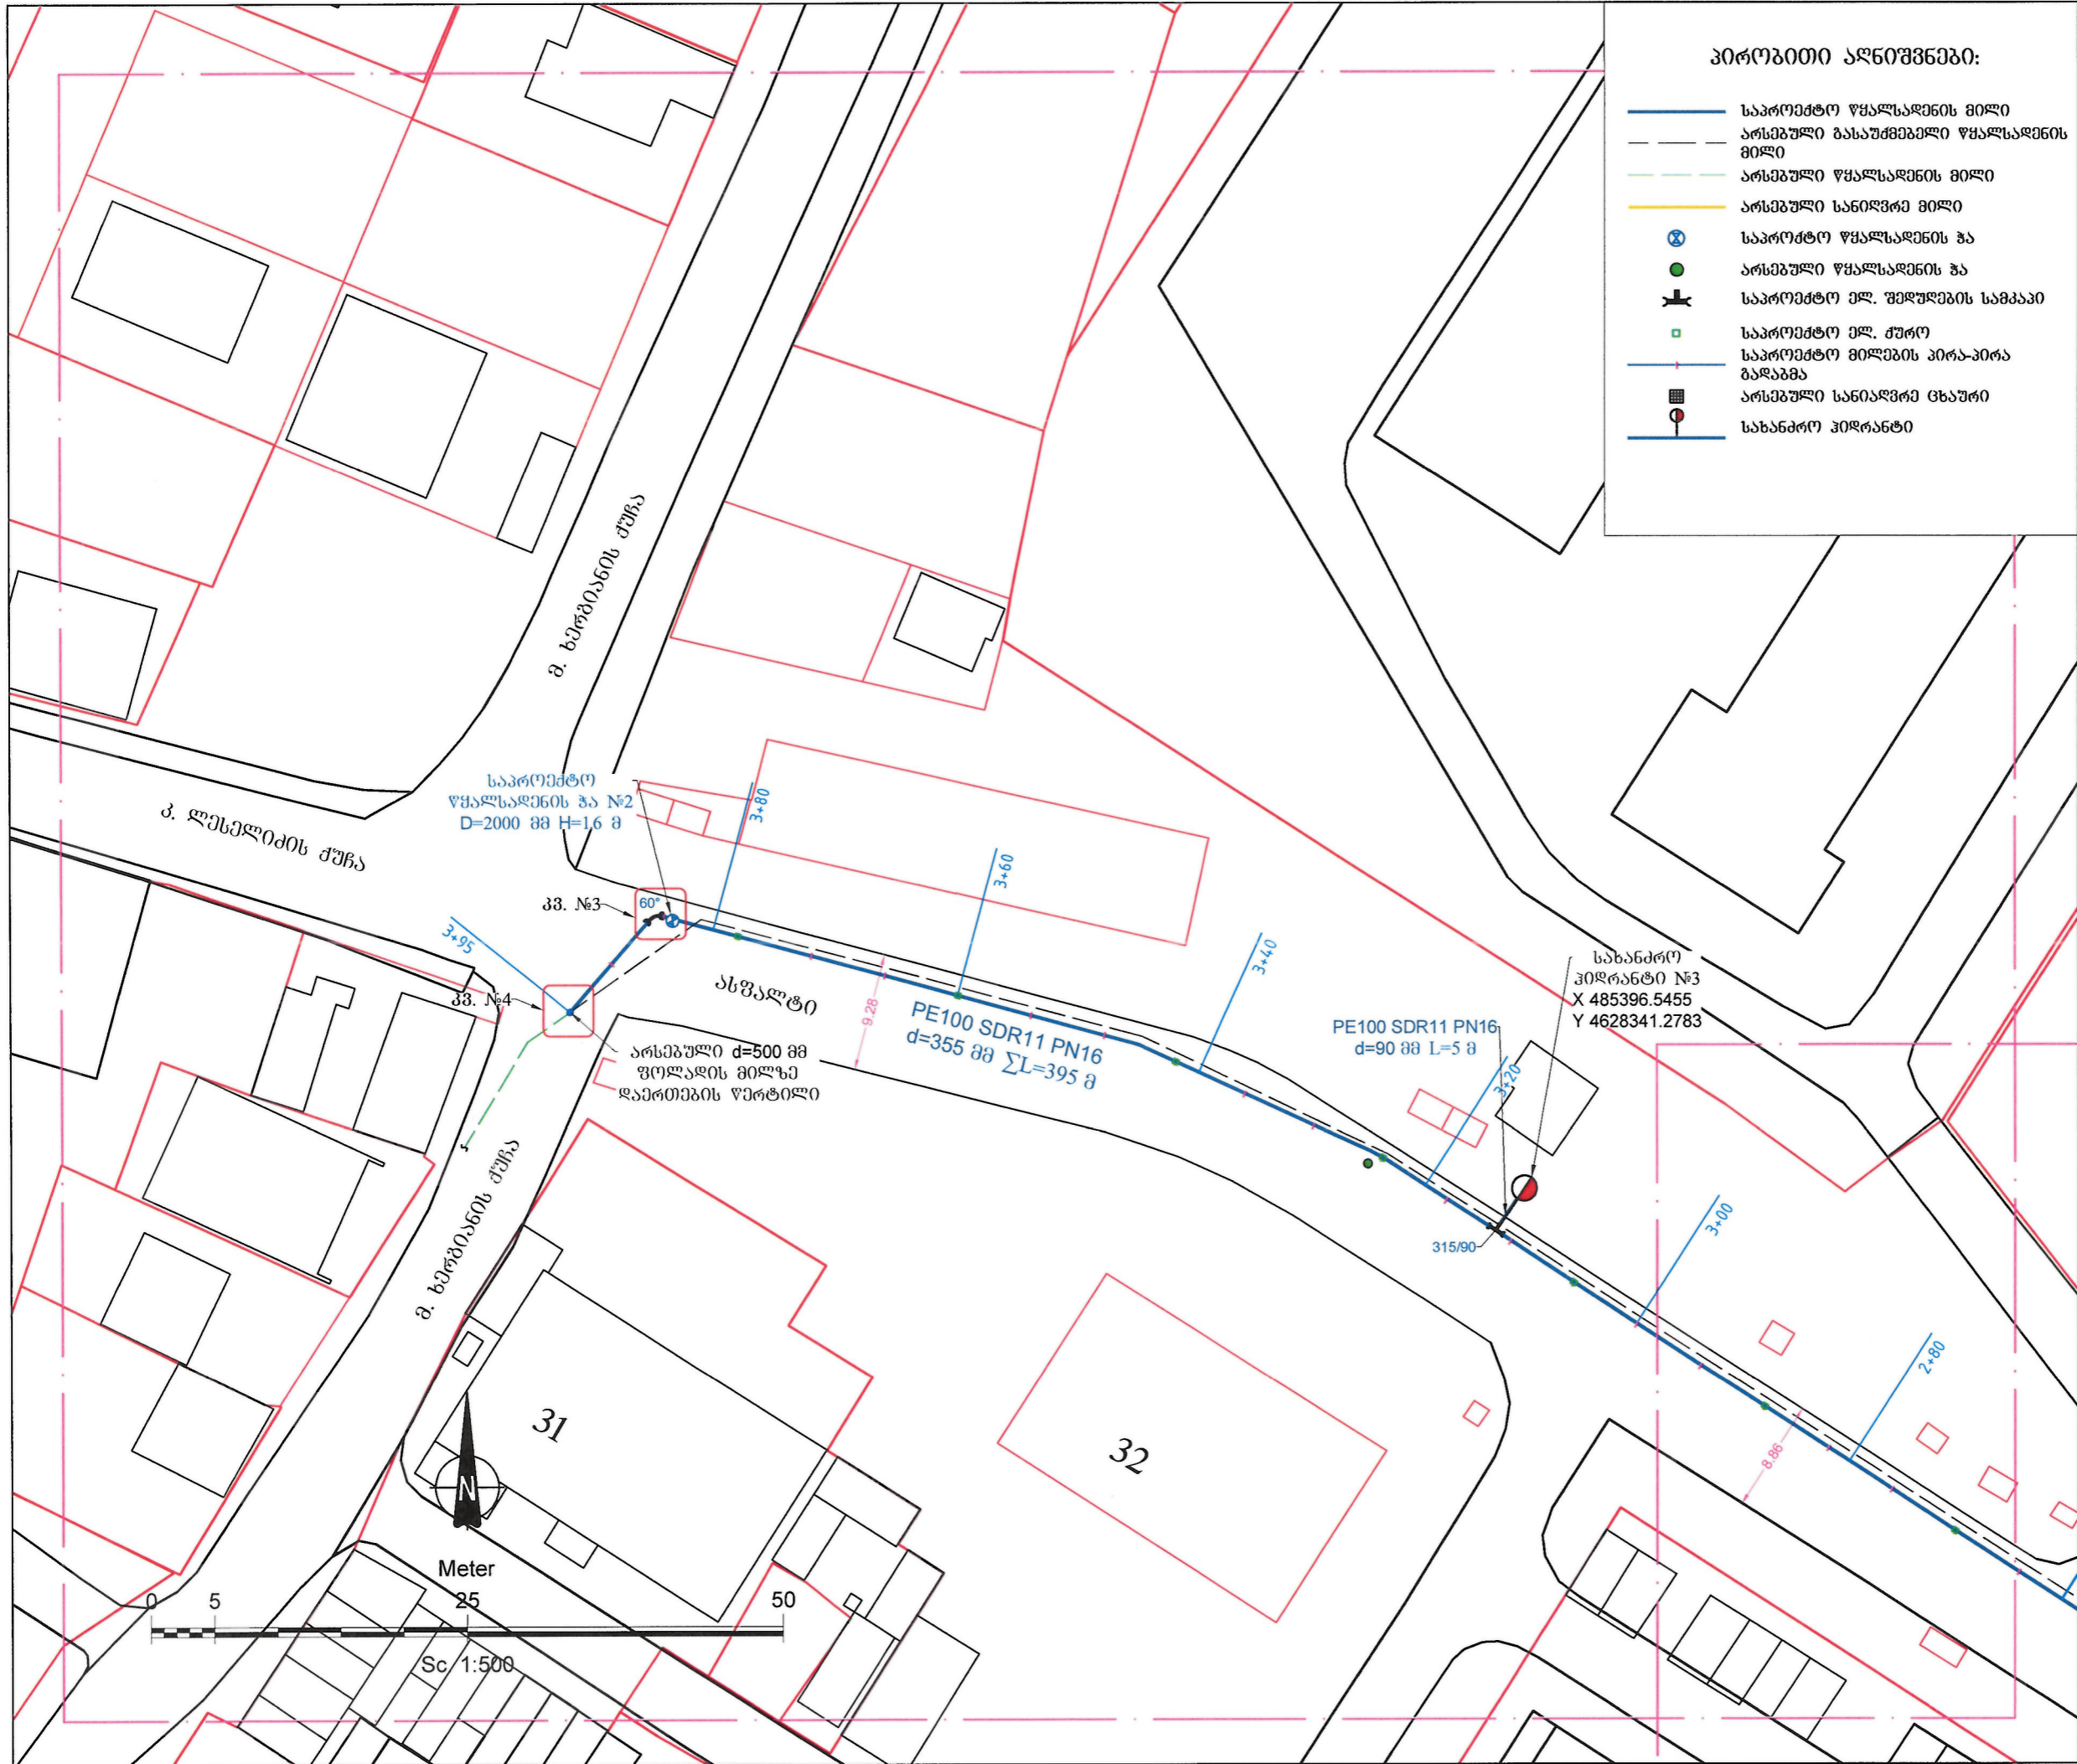 პირობითი აღნიშვნები:
საპროექტო წყალსადენის მილი
არსებული გასაუქმებელი წყალსადენის
მილი
არსებული წყალსადენის მილი
არსებული სანიღვრე მილი
საპროქტო წყალსადენის ჭა
არსებული წყალსადენის ჭა
საპროექტო ელ. შედუღების სამკაპი
საპროექტო ელ. ქურო
საპროექტო მილების პირა-პირა
გადაბმა
არსებული სანიაღვრე ცხაური
სახანძრო ჰიდრანტი
მ. ხერგიანის ქუჩა
კ. ლესელიძის ქუჩა
საპროექტო
წყალსადენის ჭა №2
D=2000 მმ H=1.6 მ
3+80
3+60
3+40
კვ. №3
60°
3+95
კვ. №4
ასფალტი
9.28
PE100 SDR11 PN16
d=355 მმ ∑L=395 მ
სახანძრო
ჰიდრანტი №3
X 485396.5455
Y 4628341.2783
PE100 SDR11 PN16
d=90 მმ L=5 მ
3+20
არსებული d=500 მმ
ფოლადის მილზე
დაერთების წერტილი
მ. ხერგიანის ქუჩა
315/90
3+00
2+80
8.86
31
32
N
Meter
0 5 25 50
Sc 1:500